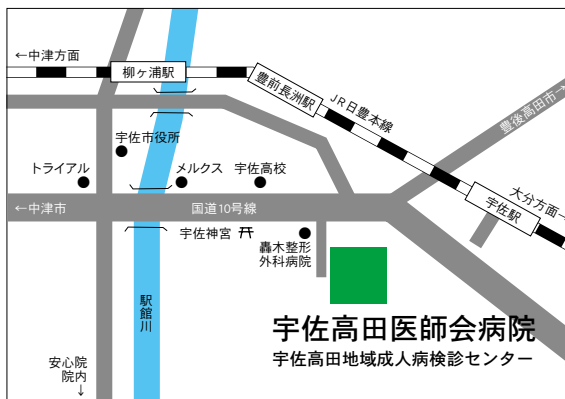 ←中津方面
柳ヶ浦駅
豊前長洲駅
JR日豊本線
豊後高田市→
宇佐市役所
トライアル
メルクス
宇佐高校
宇佐駅
大分方面→
←中津市
国道10号線
宇佐神宮
轟木整形
外科病院
駅館川
宇佐高田医師会病院
宇佐高田地域成人病検診センター
安心院
院内
↓